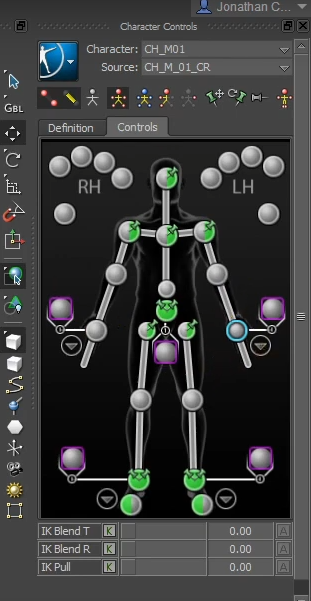 Jonathan C...
Character Controls
Character: CH_M01
Source: CH_M_01_CR
GBL
Definition Controls
RH LH
IK Blend T K 0.00 A
IK Blend R K 0.00 A
IK Pull K 0.00 A